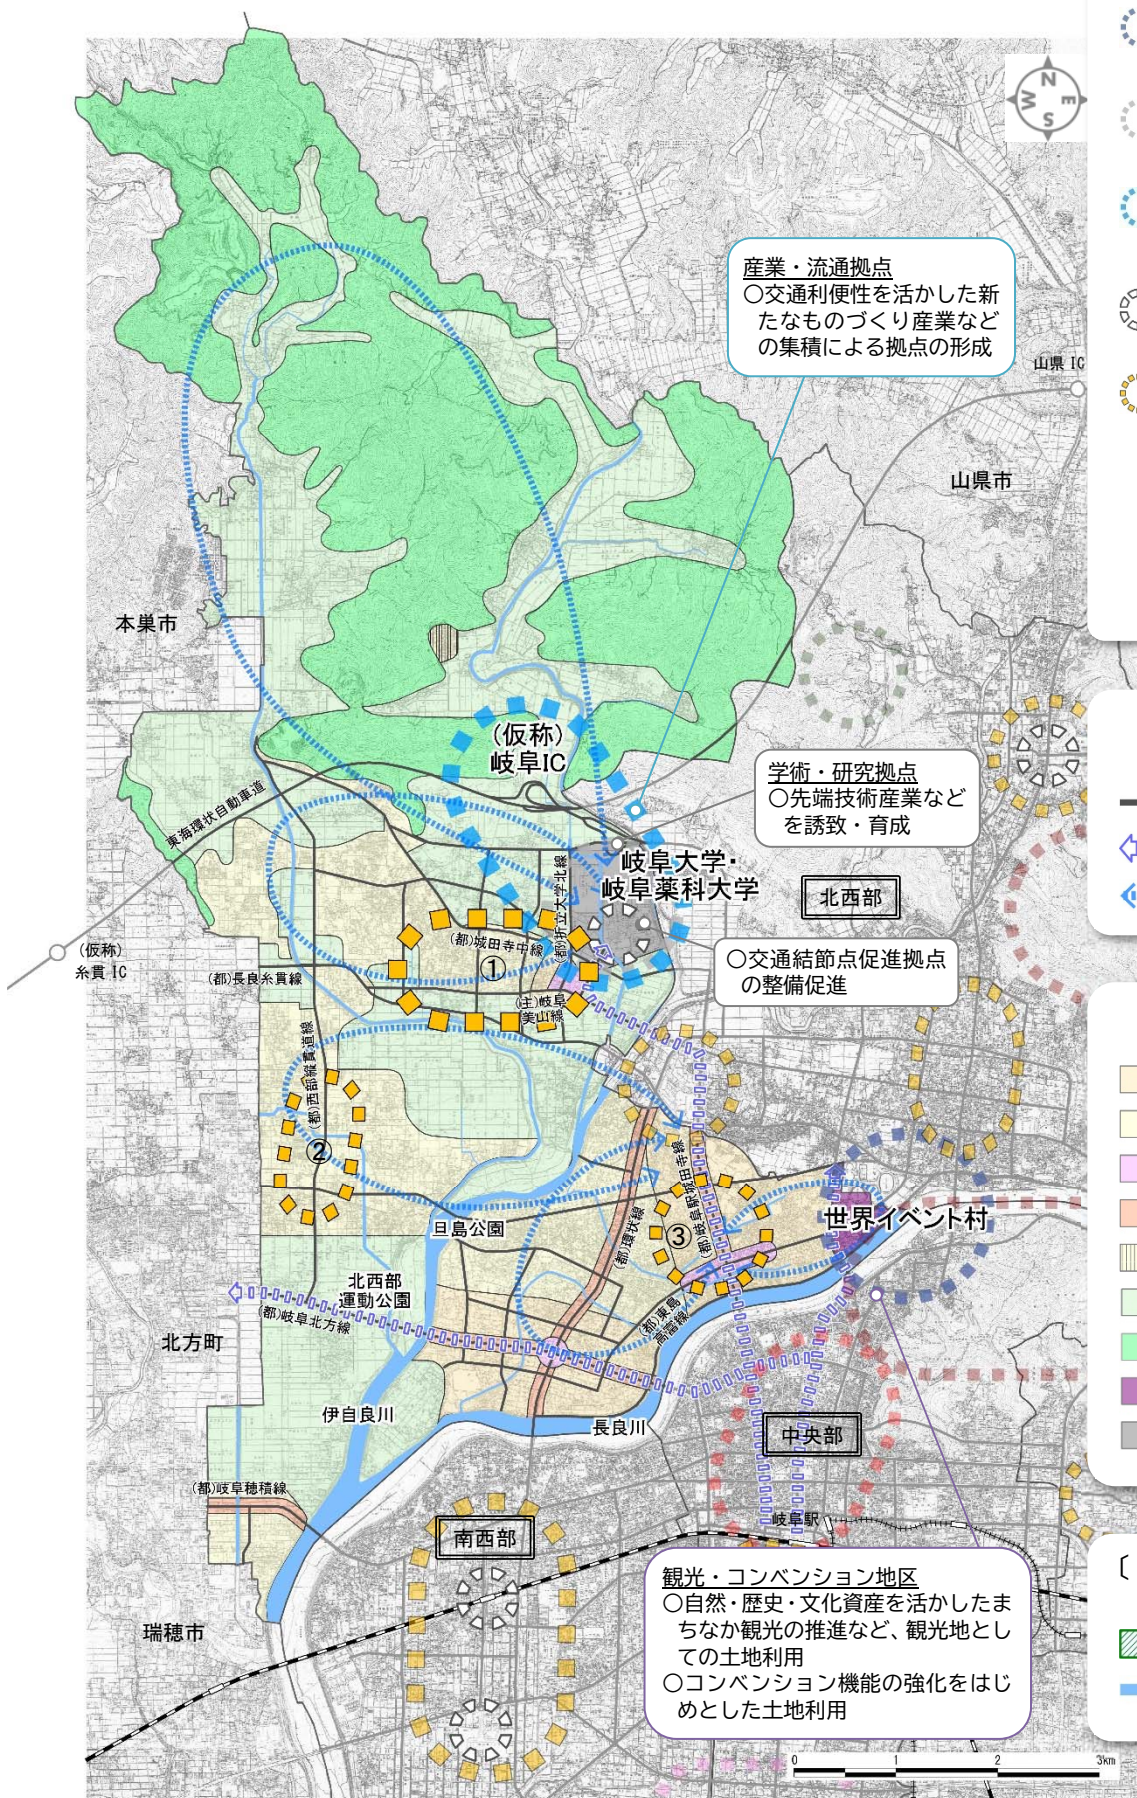 N
E
S
W
産業・流通拠点
○交通利便性を活かした新
たなものづくり産業など
の集積による拠点の形成
山県 IC
山県市
本巣市
(仮称)
岐阜IC
東海環状自動車道
学術・研究拠点
○先端技術産業など
を誘致・育成
岐阜大学・
岐阜薬科大学
北西部
(都)折立大学北線
(都)城田寺中線
①
(仮称)
糸貫 IC
(都)長良糸貫線
○交通結節点促進拠点
の整備促進
(主)岐阜
美山線
(都)西部縦貫道線
②
(都)岐阜駅城田寺線
旦島公園
(都)環状線
③
世界イベント村
北西部
運動公園
(都)岐阜北方線
(都)東島
高富線
北方町
伊自良川
長良川
中央部
(都)岐阜穂積線
岐阜駅
南西部
瑞穂市
観光・コンベンション地区
○自然・歴史・文化資産を活かしたま
ちなか観光の推進など、観光地とし
ての土地利用
○コンベンション機能の強化をはじ
めとした土地利用
〔
0 1 2 3km